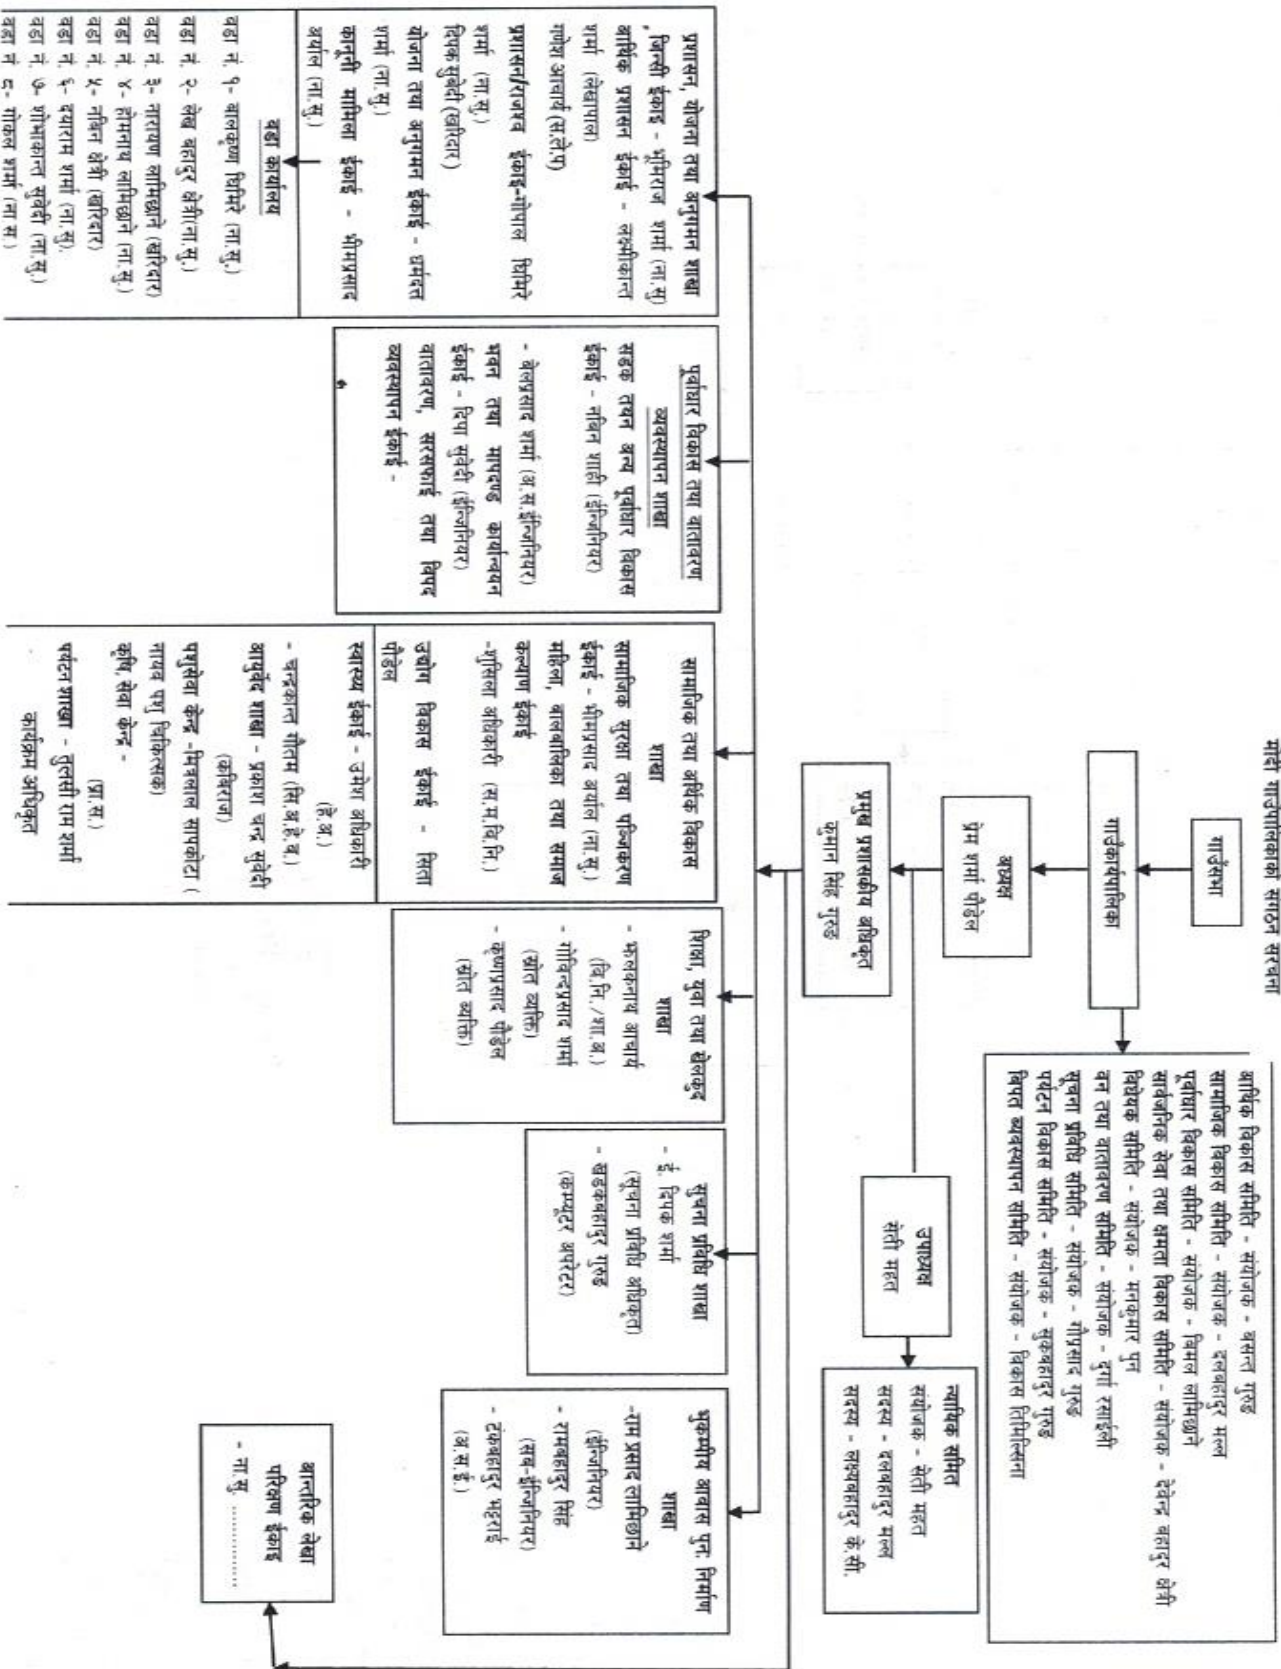 मोदी गाउँपालिकाको संगठन संरचना
गाउँसभा
गाउँकार्यपालिका
आर्थिक विकास समिति - संयोजक - बसन्त गुरुङ
सामाजिक विकास समिति - संयोजक - दलबहादुर मल्ल
पूर्वाधार विकास समिति - संयोजक - विमल लामिछाने
सार्वजनिक सेवा तथा क्षमता विकास समिति - संयोजक - देवेन्द्र बहादुर क्षेत्री
विधेयक समिति - संयोजक - मनकुमार पुन
वन तथा वातावरण समिति - संयोजक - दुर्गा रसाईली
सूचना प्रविधि समिति - संयोजक - गौप्रसाद गुरुङ
पर्यटन विकास समिति - संयोजक - सुकबहादुर गुरुङ
विपत व्यवस्थापन समिति - संयोजक - विकास तिमिल्सिना
अध्यक्ष
प्रेम शर्मा पौडेल
उपाध्यक्ष
सेती महत
न्यायिक समित
संयोजक - सेती महत
सदस्य - दलबहादुर मल्ल
सदस्य - लक्ष्यबहादुर के.सी.
प्रमुख प्रशासकीय अधिकृत
कुमान सिंह गुरुङ
प्रशासन, योजना तथा अनुगमन शाखा
जिन्सी ईकाइ - भूमिराज शर्मा (ना.सु)
आर्थिक प्रशासन ईकाई - लक्ष्मीकान्त
शर्मा (लेखापाल)
गणेश आचार्य (स.ले.प)
प्रशासन/राजश्व ईकाइ-गोपाल घिमिरे
शर्मा (ना.सु.)
दिपक सुवेदी (खरिदार)
योजना तथा अनुगमन ईकाई - धर्मदत्त
शर्मा (ना.सु.)
कानूनी मामिला ईकाई - भीमप्रसाद
अर्याल (ना.सु.)
वडा कार्यालय
वडा नं. १- बालकृष्ण घिमिरे (ना.सु.)
वडा नं. २- लेख बहादुर क्षेत्री(ना.सु.)
वडा नं. ३- नारायण लामिछाने (खरिदार)
वडा नं. ४- होमनाथ लामिछाने (ना.सु.)
वडा नं. ५- नविन क्षेत्री (खरिदार)
वडा नं. ६- दयाराम शर्मा (ना.सु).
वडा नं. ७- शोभाकान्त सुवेदी (ना.सु.)
वडा नं. ८- गोकल शर्मा (ना.स.)
पूर्वाधार विकास तथा वातावरण
व्यवस्थापन शाखा
सडक तथन अन्य पूर्वाधार विकास
ईकाई - नविन शाही (ईन्जिनियर)
- बेलप्रसाद शर्मा (अ.स.ईन्जिनियर)
भवन तथा मापदण्ड कार्यान्वयन
ईकाई - दिपा सुवेदी (ईन्जिनियर)
वातावरण, सरसफाई तथा विपद
व्यवस्थापन ईकाई -
सामाजिक तथा अर्थिक विकास
शाखा
सामाजिक सुरक्षा तथा पञ्जिकरण
ईकाई - भीमप्रसाद अर्याल (ना.सु.)
महिला, बालबालिका तथा समाज
कल्याण ईकाई
-सुसिला अधिकारी (स.म.वि.नि.)
उद्योग विकास ईकाई - सिता
पौडेल
स्वास्थ्य ईकाई - उमेश अधिकारी
(हे.अ.)
- चन्द्रकान्त गौतम (सि.अ.हे.व.)
आयुर्वेद शाखा - प्रकाश चन्द्र सुवेदी
(कविराज)
पशुसेवा केन्द्र -मित्रलाल सापकोटा (
नायव पशु चिकित्सक)
कृषि.सेवा केन्द्र -
(प्रा.स.)
पर्यटन शाखा - तुलसी राम शर्मा
कार्यक्रम अधिकृत
शिक्षा, युवा तथा खेलकुद
शाखा
- फलकनाथ आचार्य
(वि.नि./शा.अ.)
- गोविन्दप्रसाद शर्मा
(स्रोत व्यक्ति)
- कृष्णप्रसाद पौडेल
(स्रोत व्यक्ति)
सुचना प्रविधि शाखा
- ई. दिपक शर्मा
(सूचना प्रविधि अधिकृत)
- खडकबहादुर गुरुङ
(कम्प्यूटर अपरेटर)
भुकम्पीय आवास पुन: निर्माण
शाखा
-राम प्रसाद लामिछाने
(ईन्जिनियर)
- रामबहादुर सिंह
(सब-ईन्जिनियर)
- टंकबहादुर भट्टराई
(अ.स.ई.)
आन्तरिक लेखा
परिक्षण ईकाइ
- ना.सु. ...............